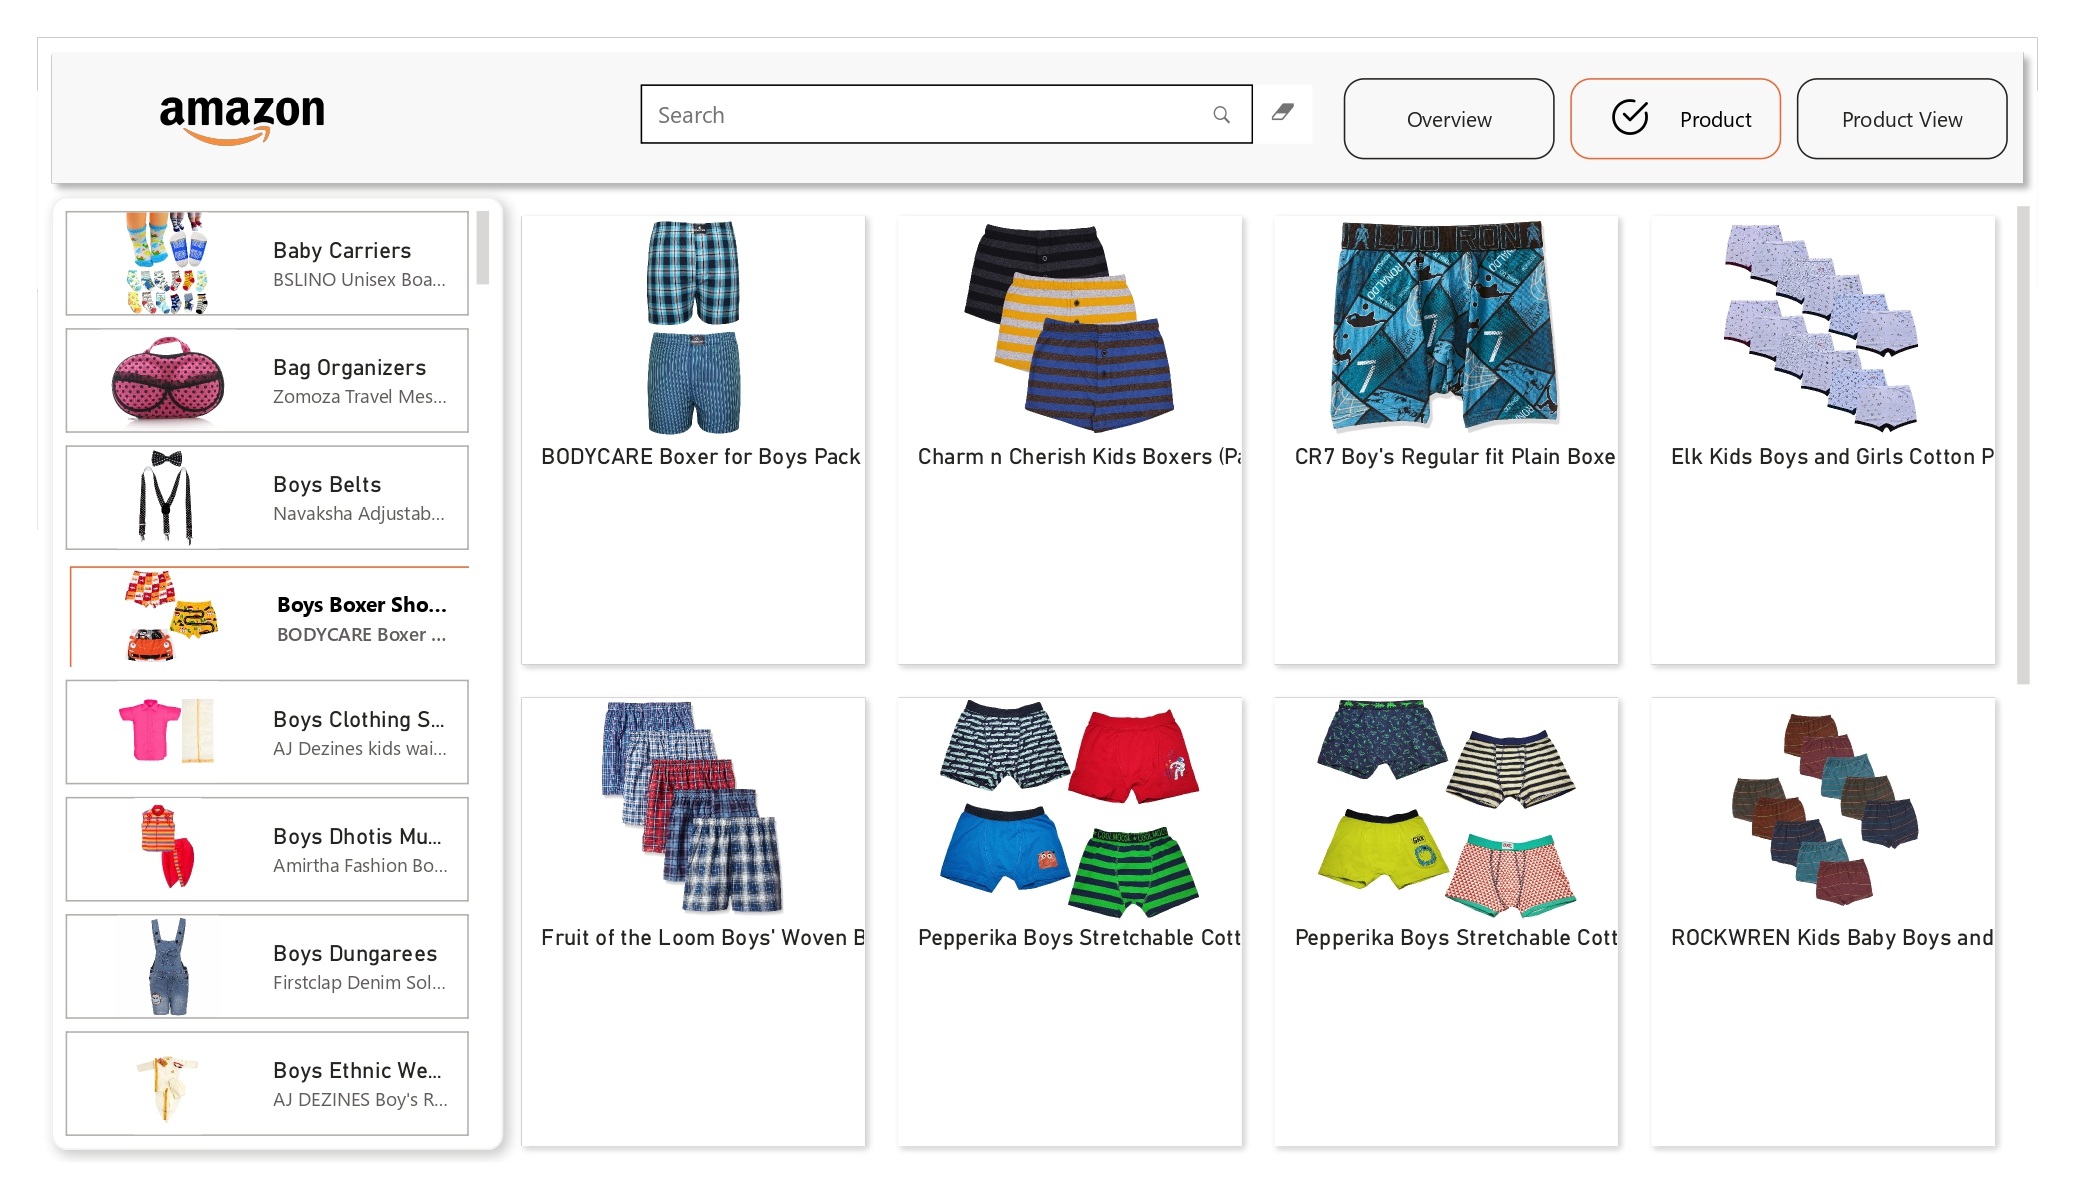 amazon
Search
Overview
Product
Product View
Baby Carriers
BSLINO Unisex Boa...
Bag Organizers
Zomoza Travel Mes...
Boys Belts
Navaksha Adjustab...
Boys Boxer Sho...
BODYCARE Boxer ...
Boys Clothing S...
AJ Dezines kids wai...
Boys Dhotis Mu...
Amirtha Fashion Bo...
Boys Dungarees
Firstclap Denim Sol...
Boys Ethnic We...
AJ DEZINES Boy's R...
BODYCARE Boxer for Boys Pack
Charm n Cherish Kids Boxers (Pa
CR7 Boy's Regular fit Plain Boxe
Elk Kids Boys and Girls Cotton P
Fruit of the Loom Boys' Woven B
Pepperika Boys Stretchable Cott
Pepperika Boys Stretchable Cott
ROCKWREN Kids Baby Boys and